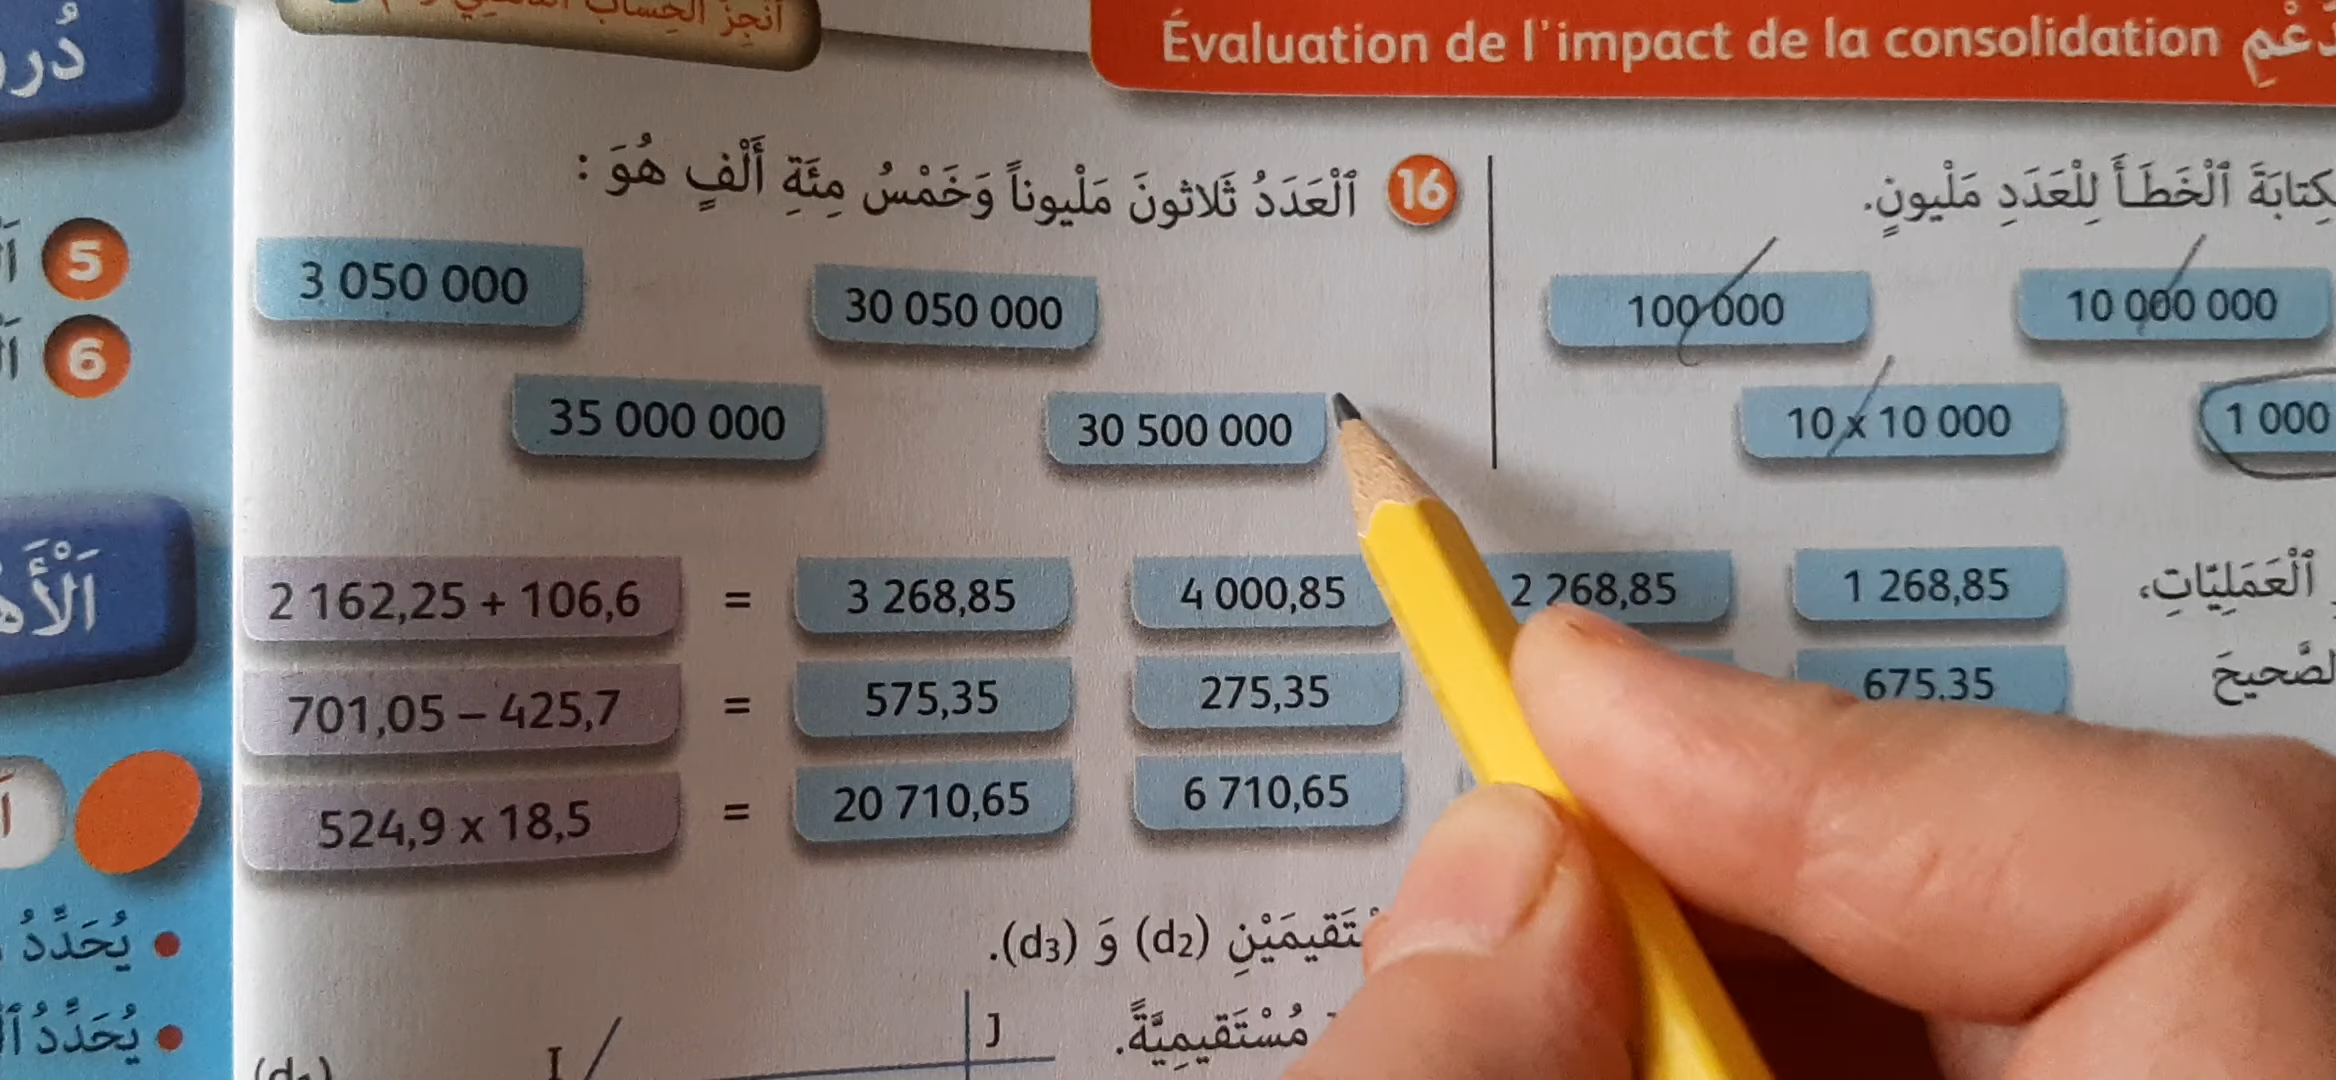 Évaluation de l'impact de la consolidation
كِتابَةَ ٱلْخَطَأَ لِلْعَدَدِ مَلْيونٍ.
100 000
10 000 000
10 x 10 000
1 000
16 ٱلْعَدَدُ ثَلاثونَ مَلْيوناً وَخَمْسُ مِئَةِ أَلْفٍ هُوَ :
3 050 000
30 050 000
35 000 000
30 500 000
ٱلْعَمَلِيّاتِ،
2 162,25 + 106,6 = 3 268,85 4 000,85 2 268,85 1 268,85
701,05 – 425,7 = 575,35 275,35 675,35
524,9 x 18,5 = 20 710,65 6 710,65
(d2) وَ (d3).
مُسْتَقيمِيَّةً.
I
J
5
6
يُحَدِّدُ
يُحَدِّدُ